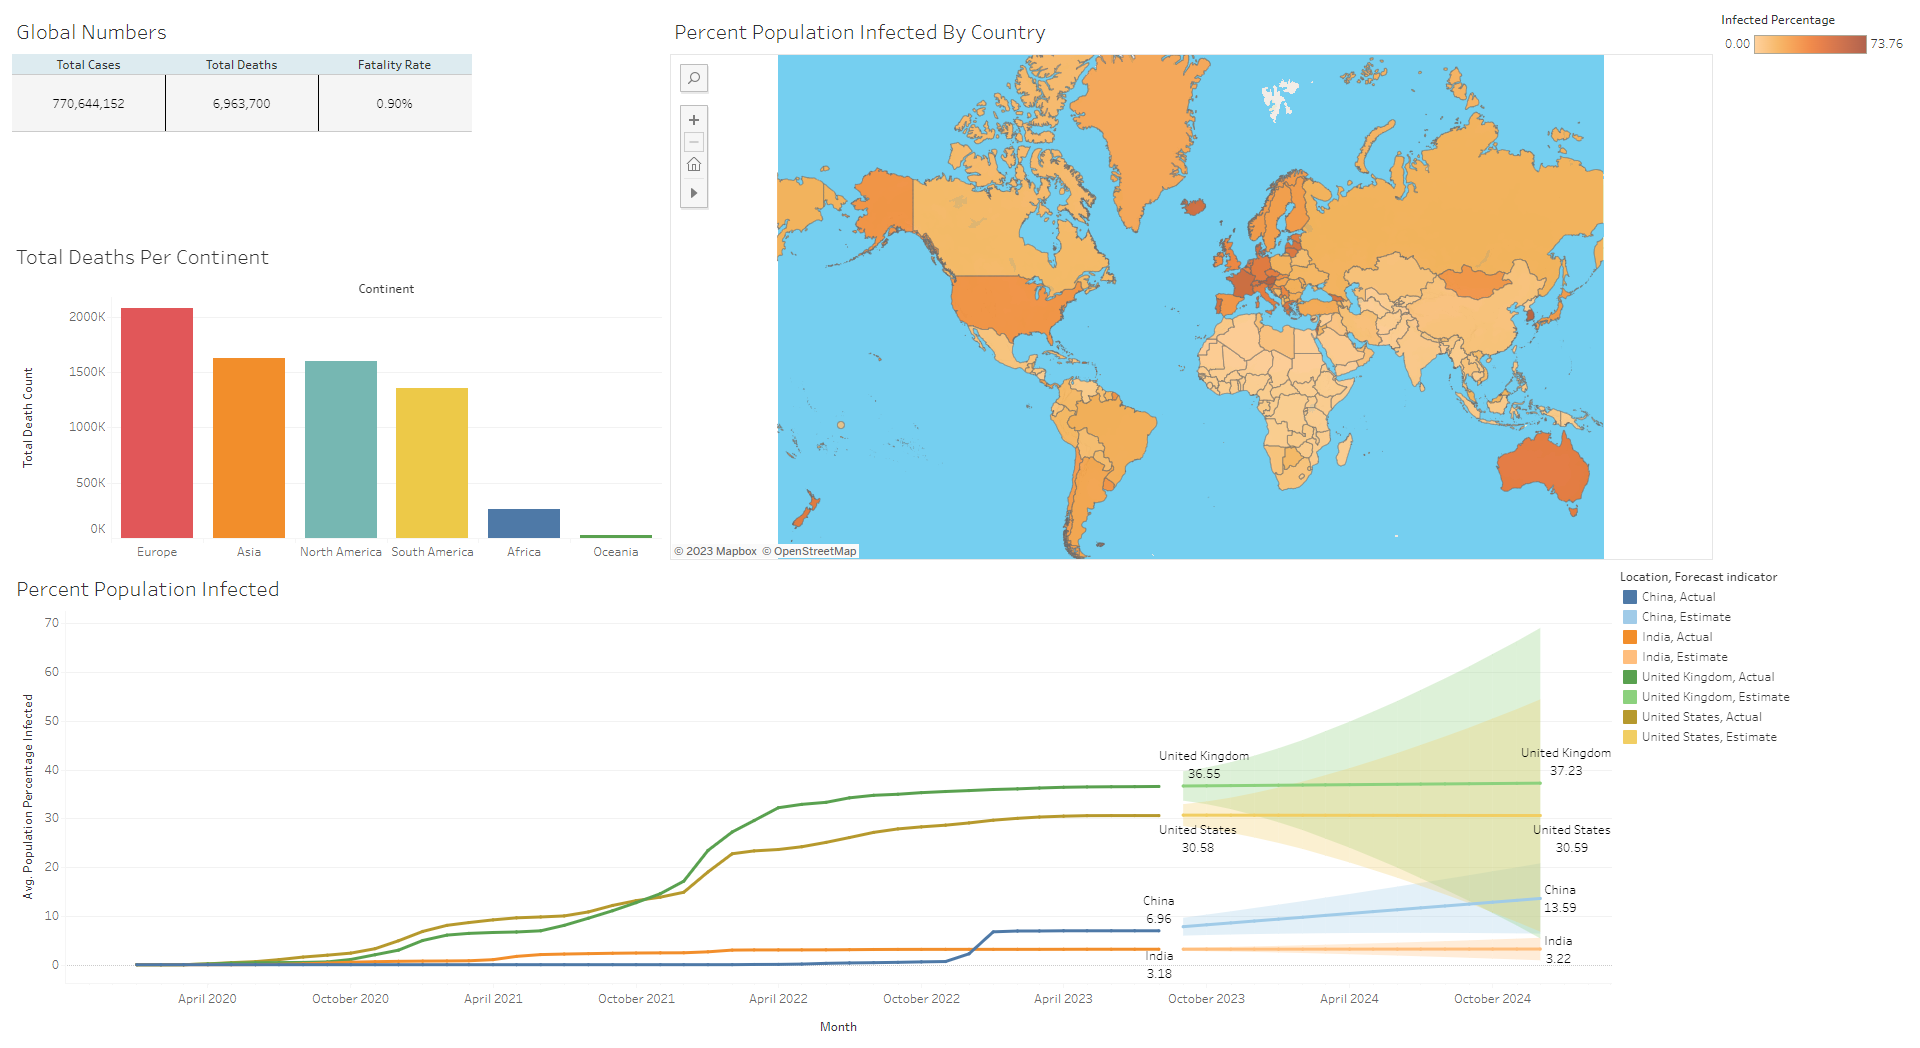 Global Numbers
Total Cases Total Deaths Fatality Rate
770,644,152 6,963,700 0.90%
Total Deaths Per Continent
Continent
Total Death Count
2000K
1500K
1000K
500K
0K
Europe Asia North America South America Africa Oceania
Percent Population Infected By Country
© 2023 Mapbox © OpenStreetMap
Infected Percentage
0.00 73.76
Percent Population Infected
Avg. Population Percentage Infected
70
60
50
40
30
20
10
0
United Kingdom
36.55
United States
30.58
China
6.96
India
3.18
United Kingdom
37.23
United States
30.59
China
13.59
India
3.22
April 2020 October 2020 April 2021 October 2021 April 2022 October 2022 April 2023 October 2023 April 2024 October 2024
Month
Location, Forecast indicator
China, Actual
China, Estimate
India, Actual
India, Estimate
United Kingdom, Actual
United Kingdom, Estimate
United States, Actual
United States, Estimate